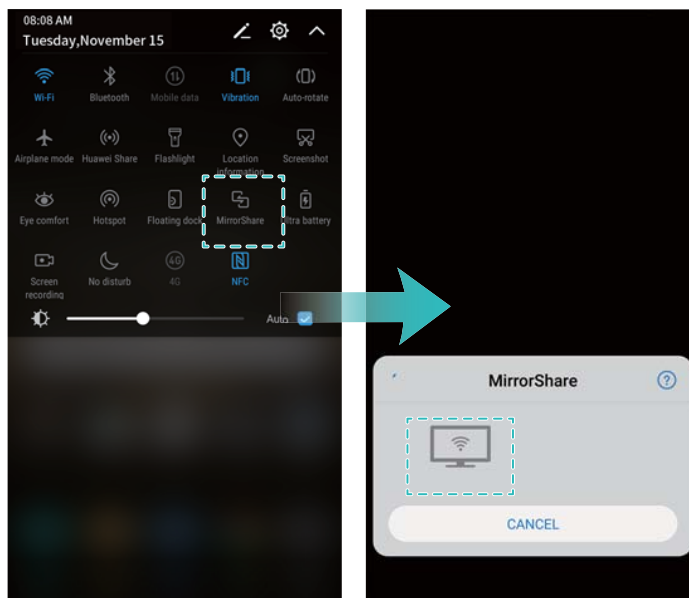 08:08 AM
Tuesday,November 15
Wi-Fi Bluetooth Mobile data Vibration Auto-rotate
Airplane mode Huawei Share Flashlight Location Screenshot
information
Eye comfort Hotspot Floating dock MirrorShare Ultra battery
4G
Screen No disturb 4G NFC
recording
Auto
MirrorShare
?
CANCEL